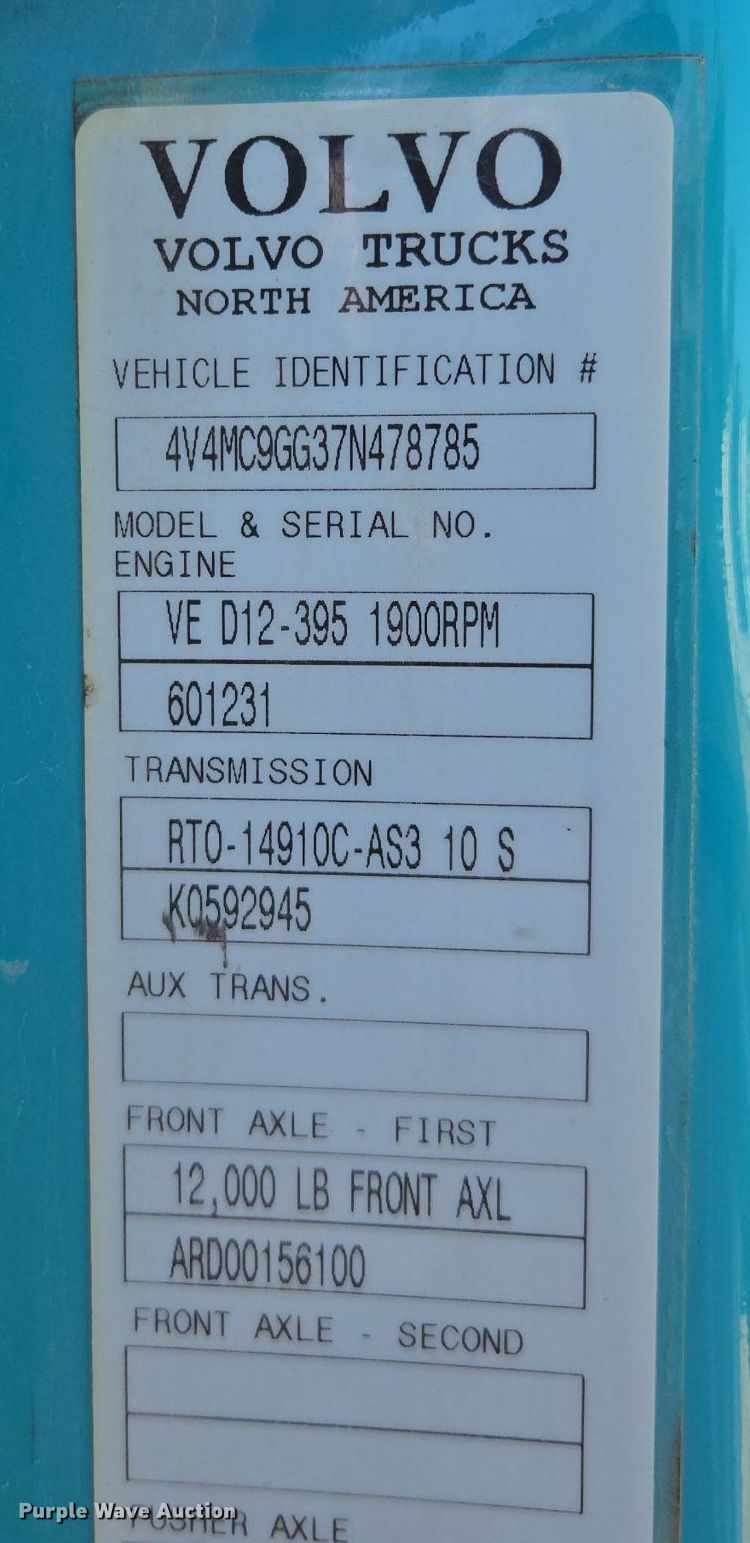 VOLVO
VOLVO TRUCKS
NORTH AMERICA
VEHICLE IDENTIFICATION #
4V4MC9GG37N478785
MODEL & SERIAL NO.
ENGINE
VE D12-395 1900RPM
601231
TRANSMISSION
RTO-14910C-AS3 10 S
K0592945
AUX TRANS.
FRONT AXLE - FIRST
12,000 LB FRONT AXL
ARD00156100
FRONT AXLE - SECOND
Purple Wave Auction
PUSHER AXLE